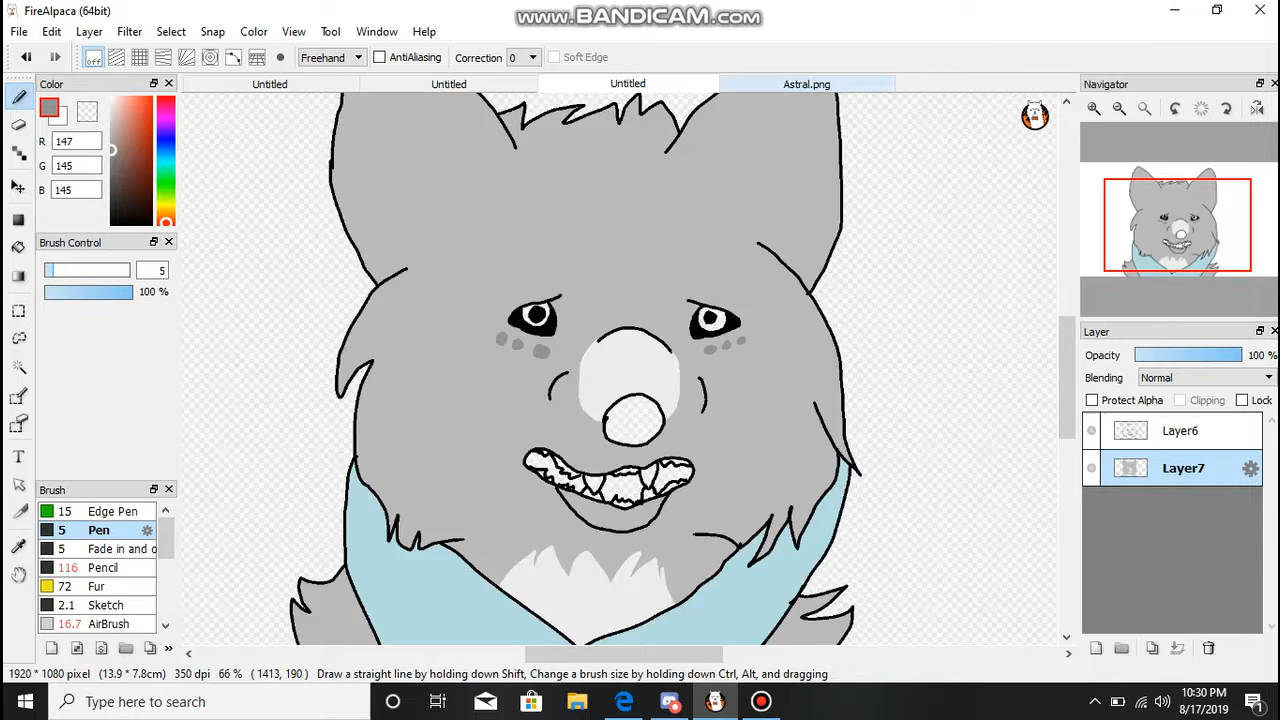 FireAlpaca (64bit)
www.BANDICAM.com
File Edit Layer Filter Select Snap Color View Tool Window Help
off Freehand AntiAliasing Correction 0 Soft Edge
Color Untitled Untitled Untitled Astral.png Navigator
R 147
G 145
B 145
Brush Control
5
100 %
Layer
Opacity 100 %
Blending Normal
Protect Alpha Clipping Lock
Layer6
Layer7
Brush
15 Edge Pen
5 Pen
5 Fade in and o
116 Pencil
72 Fur
2.1 Sketch
16.7 AirBrush
1920 * 1080 pixel (13.9 * 7.8cm) 350 dpi 66 % ( 1413, 190 ) Draw a straight line by holding down Shift, Change a brush size by holding down Ctrl, Alt, and dragging
Type here to search
10:30 PM
8/17/2019
1